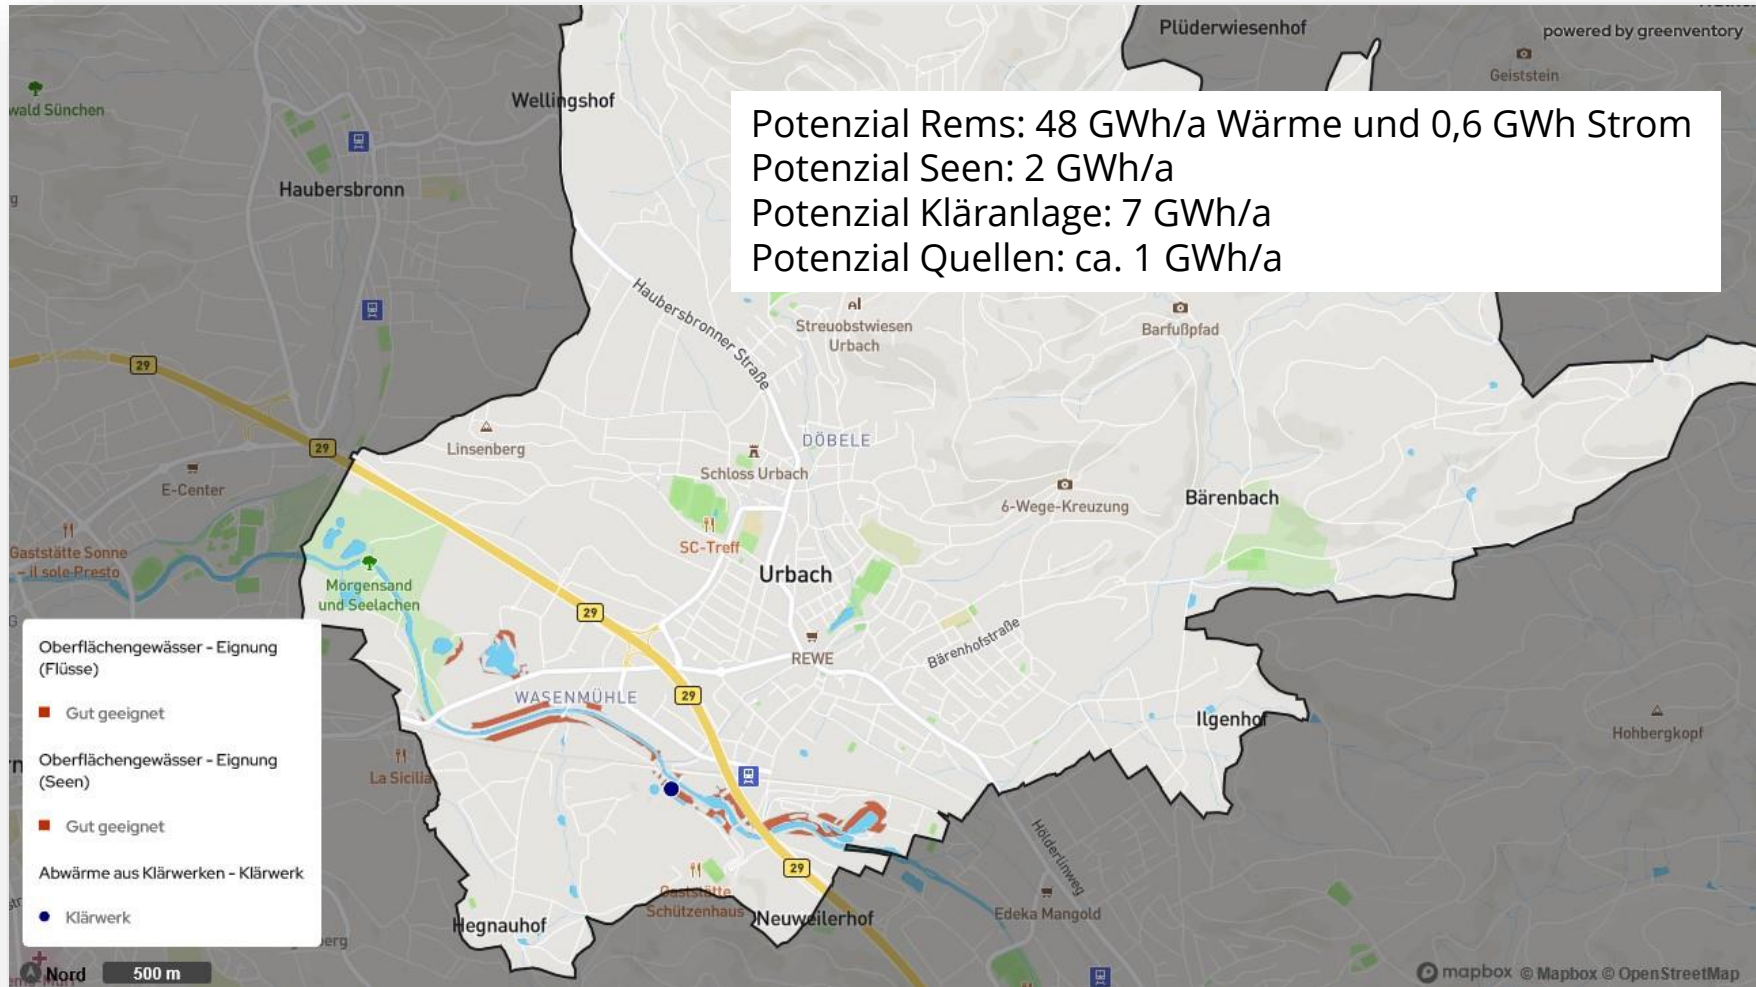 Plüderwiesenhof
powered by greenventory
Geiststein
wald Sünchen
Wellingshof
Potenzial Rems: 48 GWh/a Wärme und 0,6 GWh Strom
Potenzial Seen: 2 GWh/a
Potenzial Kläranlage: 7 GWh/a
Potenzial Quellen: ca. 1 GWh/a
Haubersbronn
Haubersbronner Straße
Streuobstwiesen
Urbach
Barfußpfad
29
29
Linsenberg
DÖBELE
Schloss Urbach
E-Center
6-Wege-Kreuzung
Bärenbach
Gaststätte Sonne
– il sole-Presto
SC-Treff
Urbach
Morgensand
und Seelachen
29
Bärenhofstraße
REWE
WASENMÜHLE
29
Ilgenhof
Hohbergkopf
La Sicilia
Oberflächengewässer - Eignung
(Flüsse)
Gut geeignet
Oberflächengewässer - Eignung
(Seen)
Gut geeignet
Abwärme aus Klärwerken - Klärwerk
Klärwerk
Hölderlinweg
29
Gaststätte
Schützenhaus
Neuweilerhof
Edeka Mangold
Hegnauhof
Nord
500 m
mapbox © Mapbox © OpenStreetMap